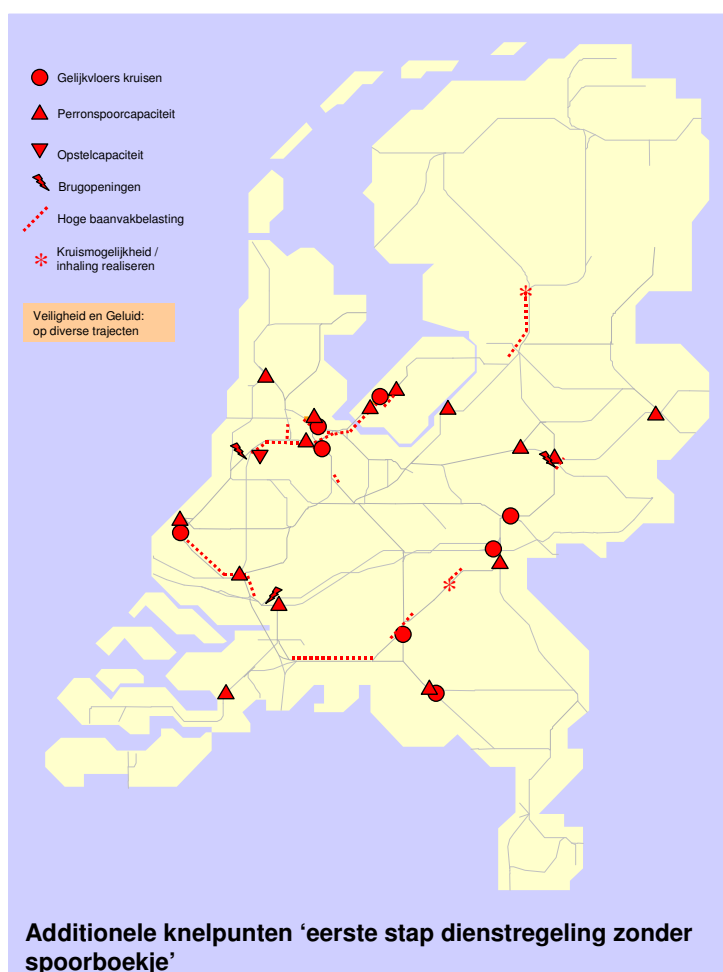 Gelijkvloers kruisen
Perronspoorcapaciteit
Opstelcapaciteit
Brugopeningen
Hoge baanvakbelasting
Kruismogelijkheid /
inhaling realiseren
Veiligheid en Geluid:
op diverse trajecten
Additionele knelpunten ‘eerste stap dienstregeling zonder
spoorboekje’